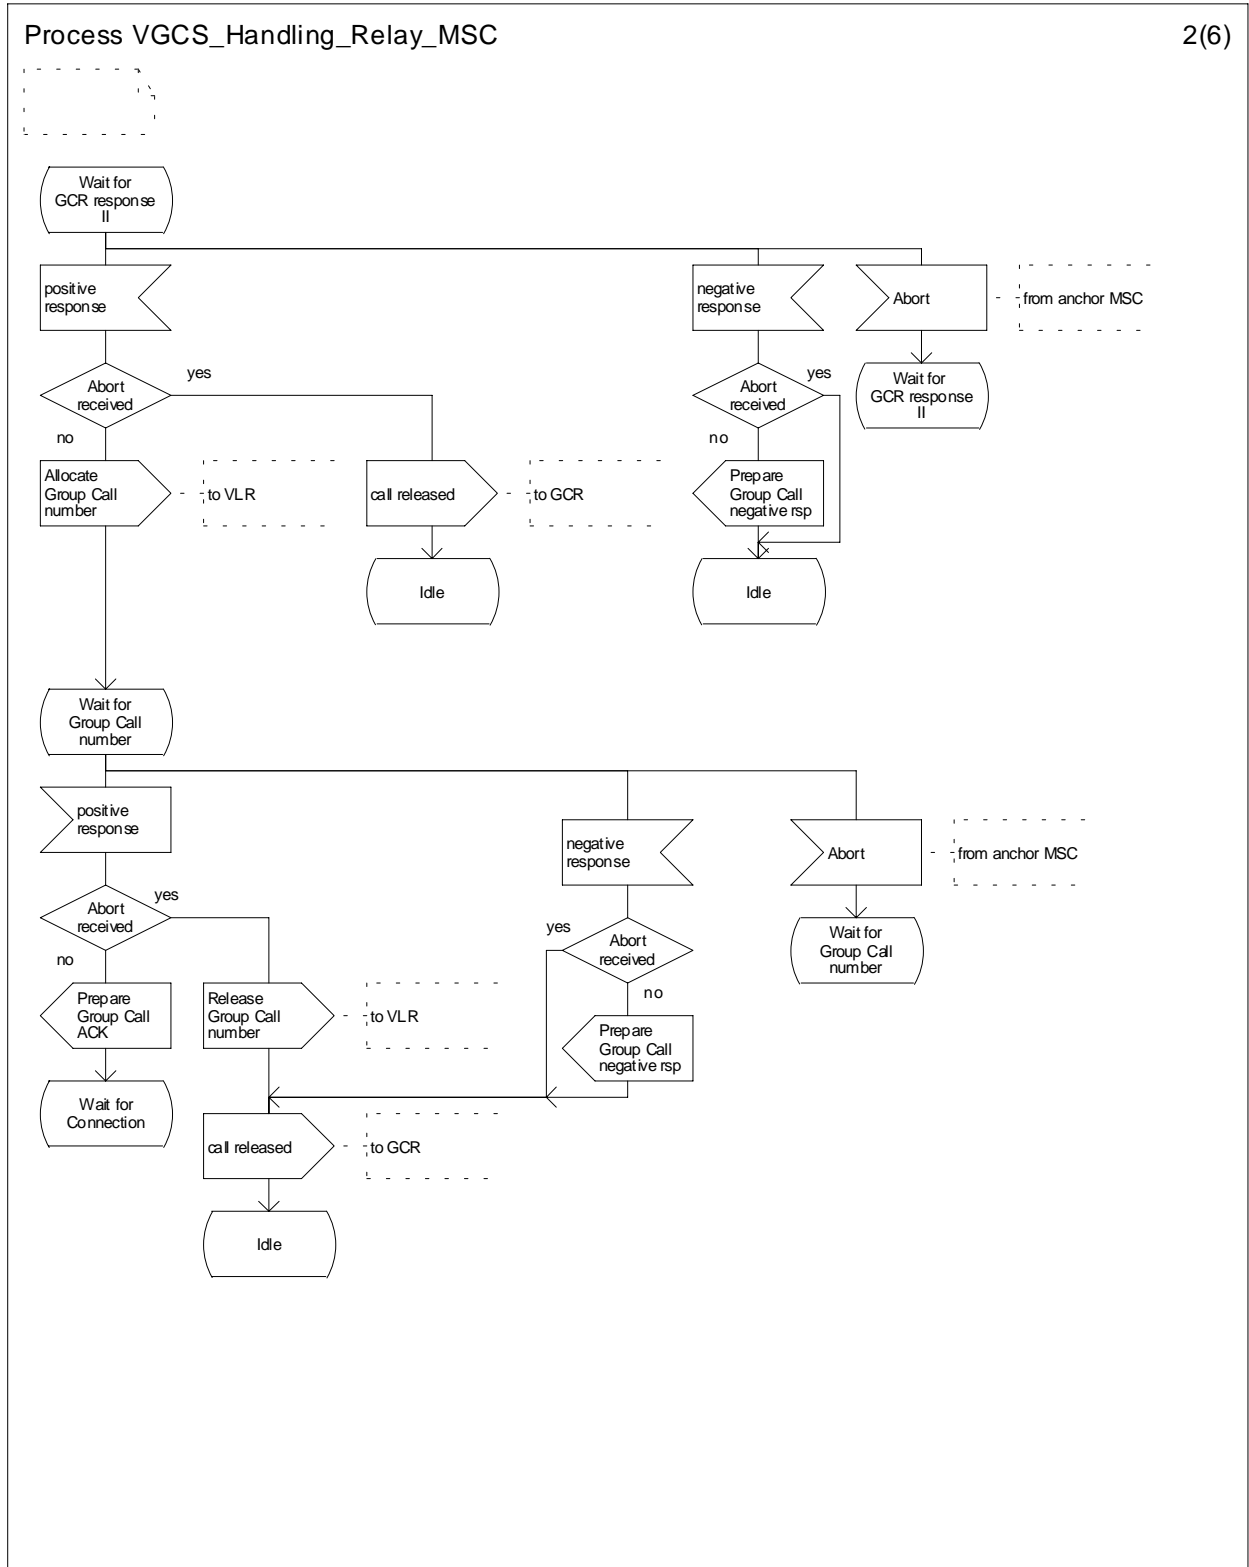 Process VGCS_Handling_Relay_MSC
2(6)
Wait for
GCR response
II
positive
response
negative
response
Abort
from anchor MSC
Abort
received
yes
no
Abort
received
yes
no
Wait for
GCR response
II
Allocate
Group Call
number
to VLR
call released
to GCR
Prepare
Group Call
negative rsp
Idle
Idle
Wait for
Group Call
number
positive
response
negative
response
Abort
from anchor MSC
Abort
received
yes
no
yes
Abort
received
no
Wait for
Group Call
number
Prepare
Group Call
ACK
Release
Group Call
number
to VLR
Prepare
Group Call
negative rsp
Wait for
Connection
call released
to GCR
Idle